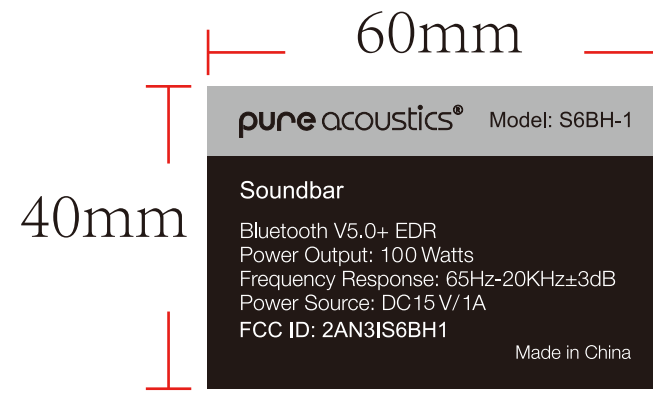 60mm
pure acoustics® Model: S6BH-1
40mm
Soundbar
Bluetooth V5.0+ EDR
Power Output: 100 Watts
Frequency Response: 65Hz-20KHz±3dB
Power Source: DC15V/1A
FCC ID: 2AN3IS6BH1
Made in China